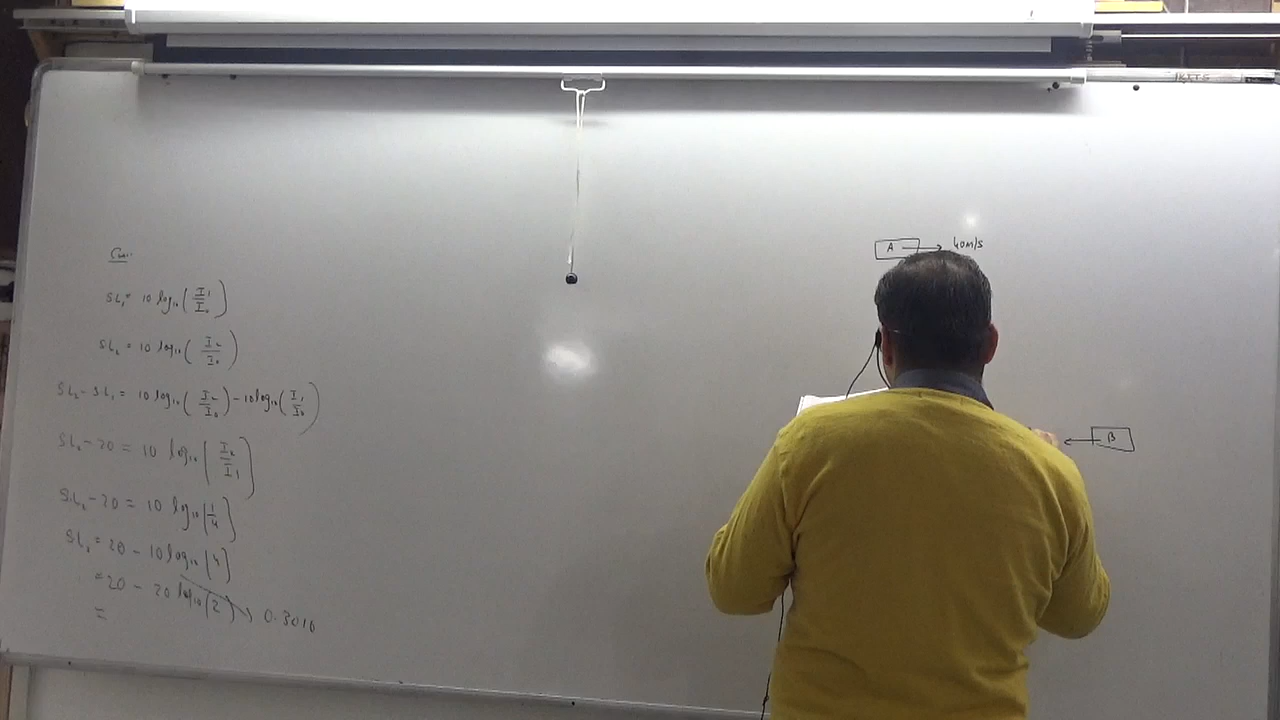 SL₁ = 10 log₁₀ (I₁/I₀)
SL₂ = 10 log₁₀ (I₂/I₀)
SL₂ - SL₁ = 10 log₁₀ (I₂/I₀) - 10 log₁₀ (I₁/I₀)
SL₂ - 20 = 10 log₁₀ (I₂/I₁)
SL₂ - 20 = 10 log₁₀ (1/4)
SL₂ = 20 - 10 log₁₀ (4)
= 20 - 20 log₁₀ (2) 0.3010
=
A 40m/s
B